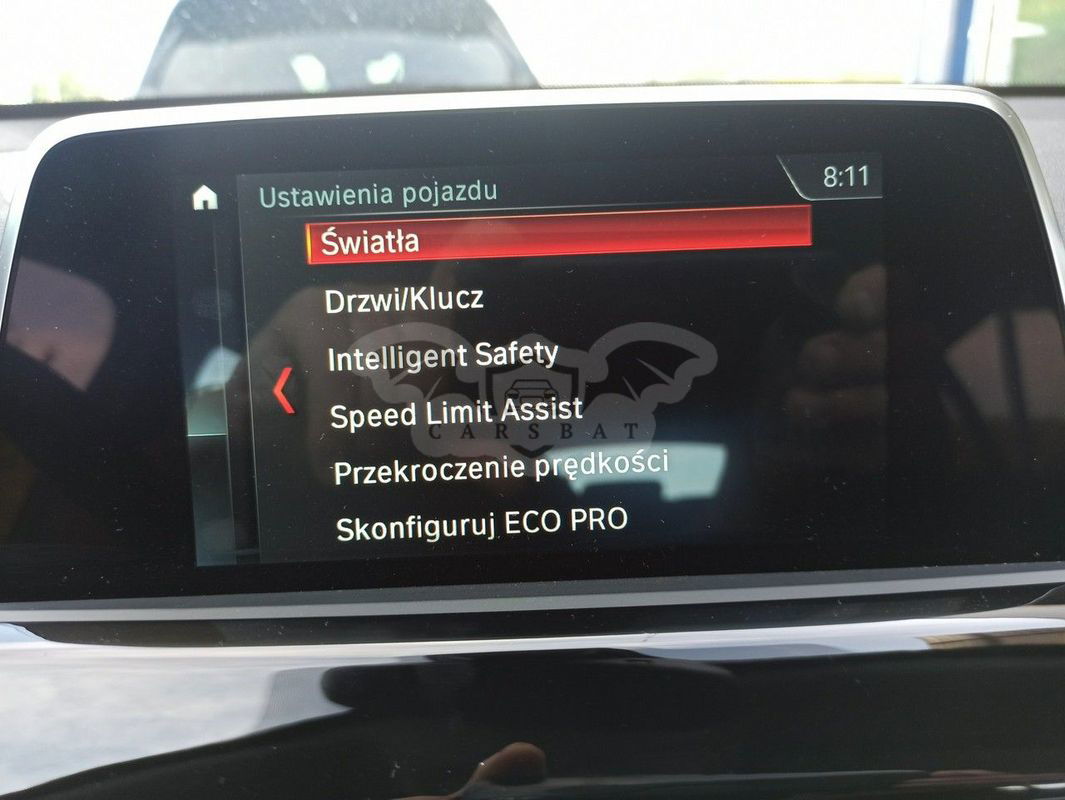 Ustawienia pojazdu
8:11
Światła
Drzwi/Klucz
Intelligent Safety
Speed Limit Assist
CARSBAT
Przekroczenie prędkości
Skonfiguruj ECO PRO